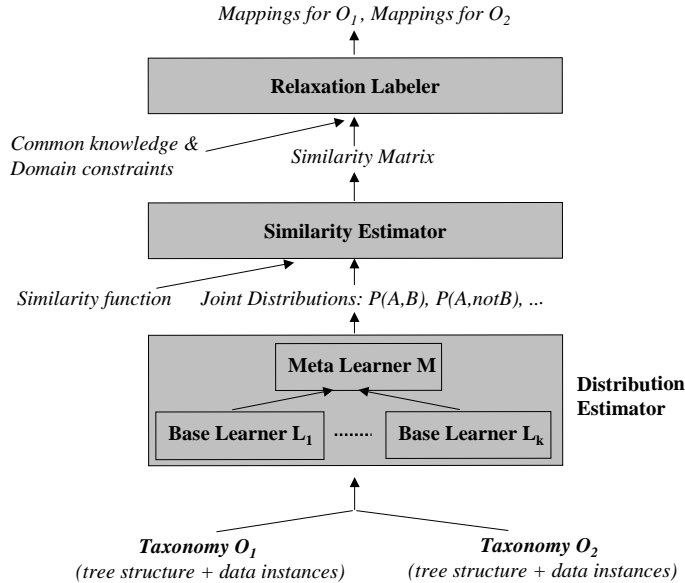 Mappings for O1 , Mappings for O2
Relaxation Labeler
Common knowledge &
Domain constraints
Similarity Matrix
Similarity Estimator
Similarity function
Joint Distributions: P(A,B), P(A,notB), ...
Meta Learner M
Distribution
Estimator
Base Learner L1
Base Learner Lk
Taxonomy O1
(tree structure + data instances)
Taxonomy O2
(tree structure + data instances)